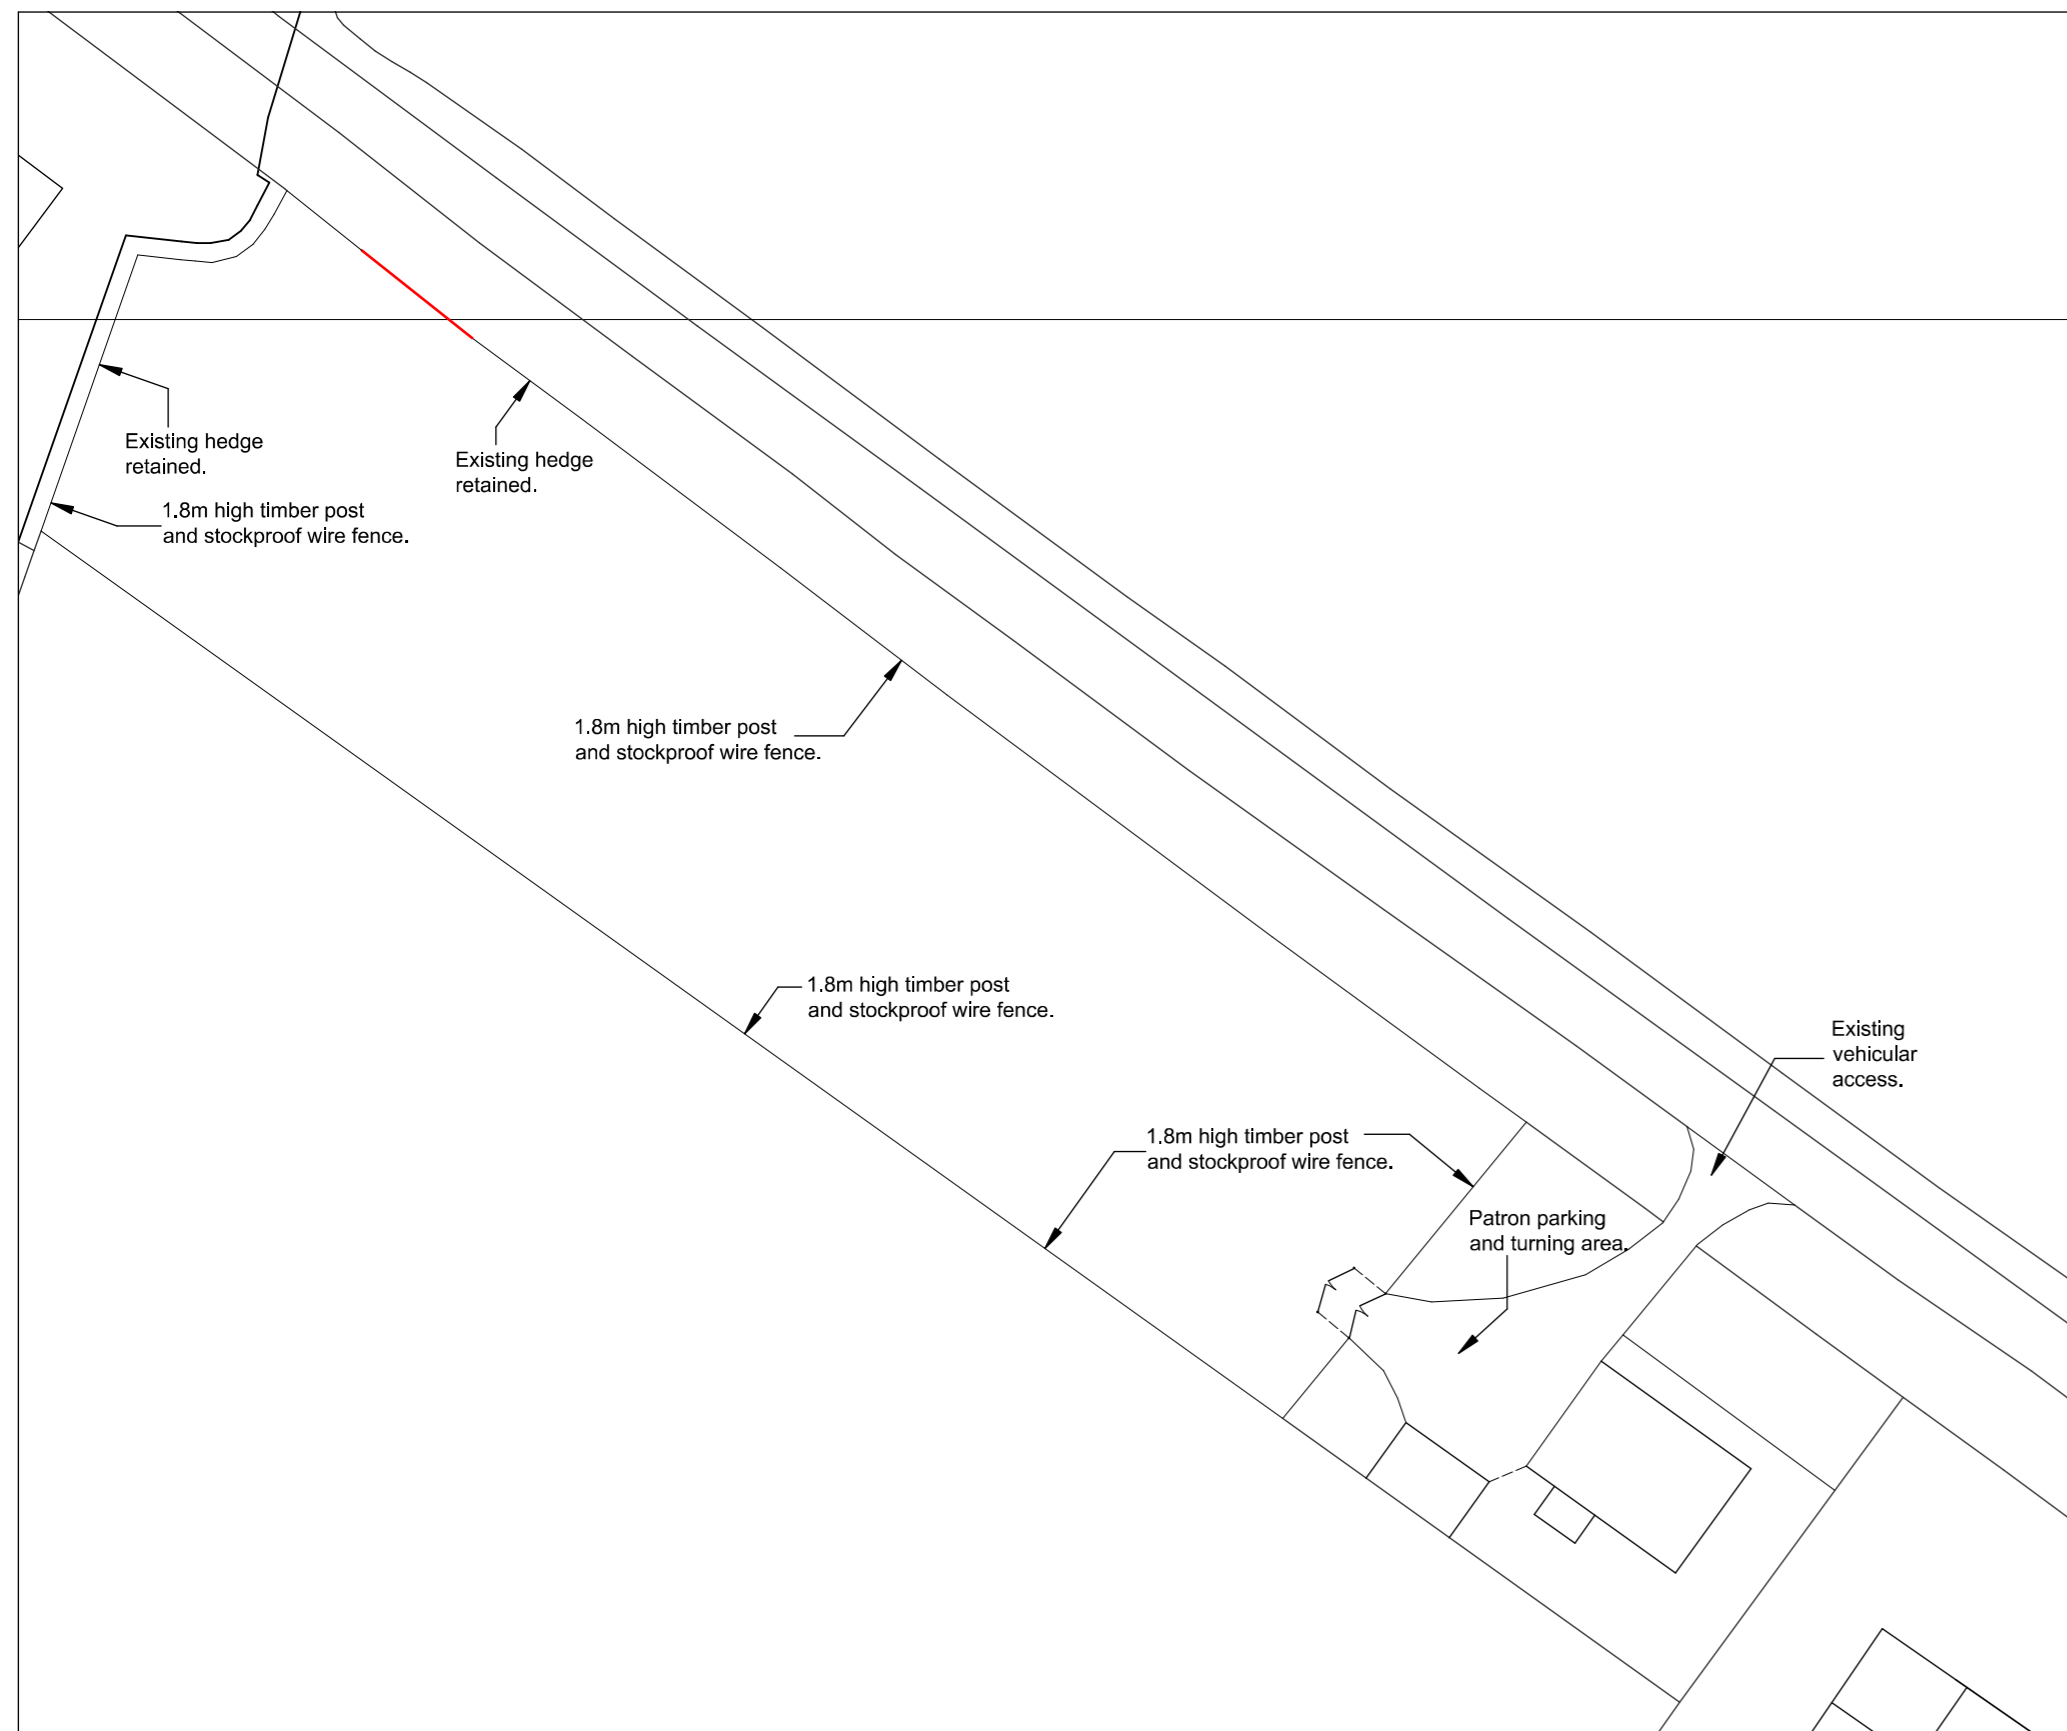 Existing hedge
retained.
Existing hedge
retained.
1.8m high timber post
and stockproof wire fence.
1.8m high timber post
and stockproof wire fence.
1.8m high timber post
and stockproof wire fence.
Existing
vehicular
access.
1.8m high timber post
and stockproof wire fence.
Patron parking
and turning area.